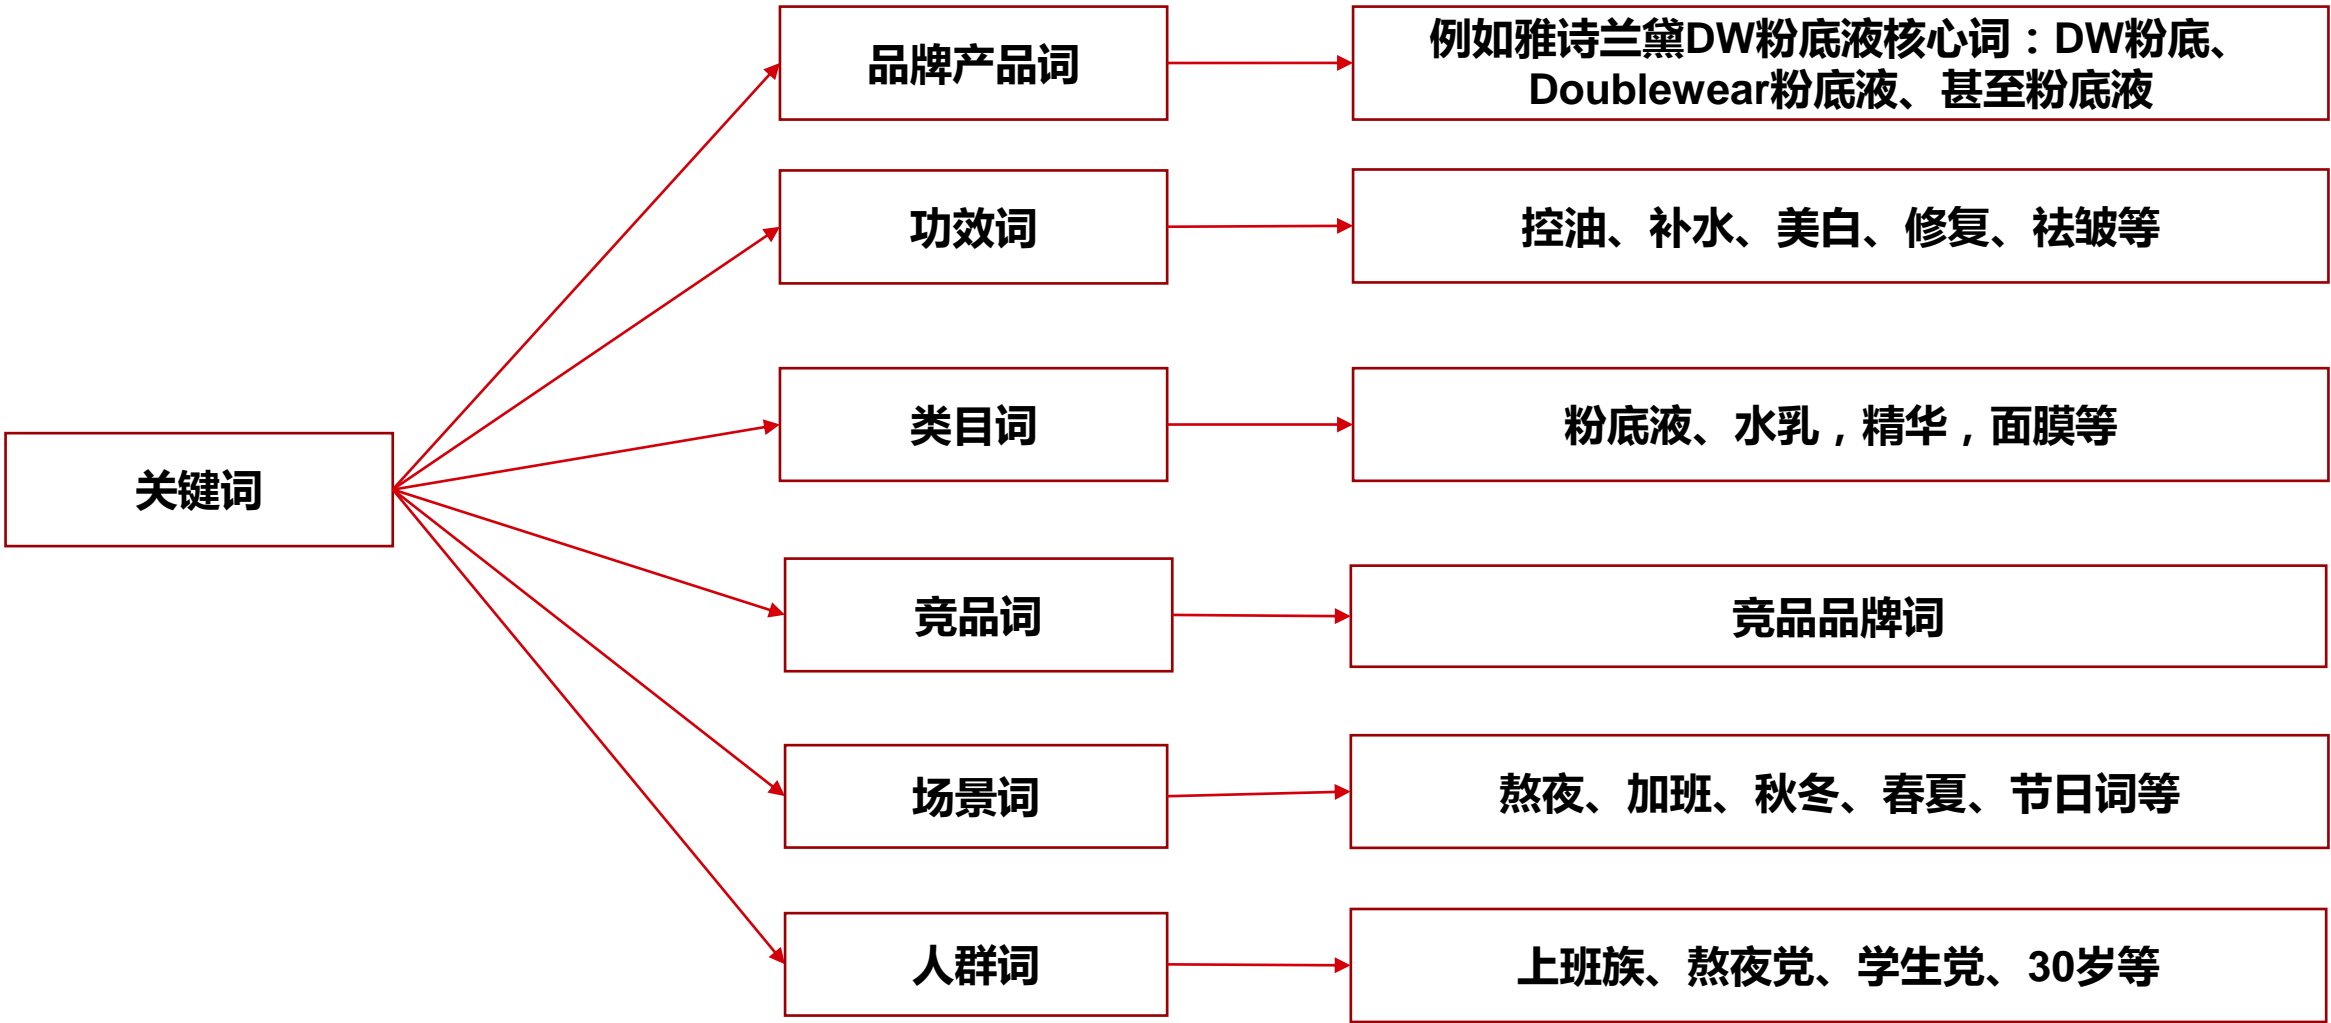 品牌产品词
例如雅诗兰黛DW粉底液核心词：DW粉底、
Doublewear粉底液、甚至粉底液
功效词
控油、补水、美白、修复、祛皱等
类目词
粉底液、水乳，精华，面膜等
关键词
竞品词
竞品品牌词
场景词
熬夜、加班、秋冬、春夏、节日词等
人群词
上班族、熬夜党、学生党、30岁等